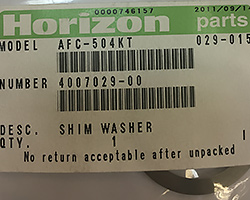 0000746157 2011/09/14
Horizon parts
MODEL AFC-504KT 029-015
NUMBER 4007029-00
DESC. SHIM WASHER
QTY. 1
No return acceptable after unpacked